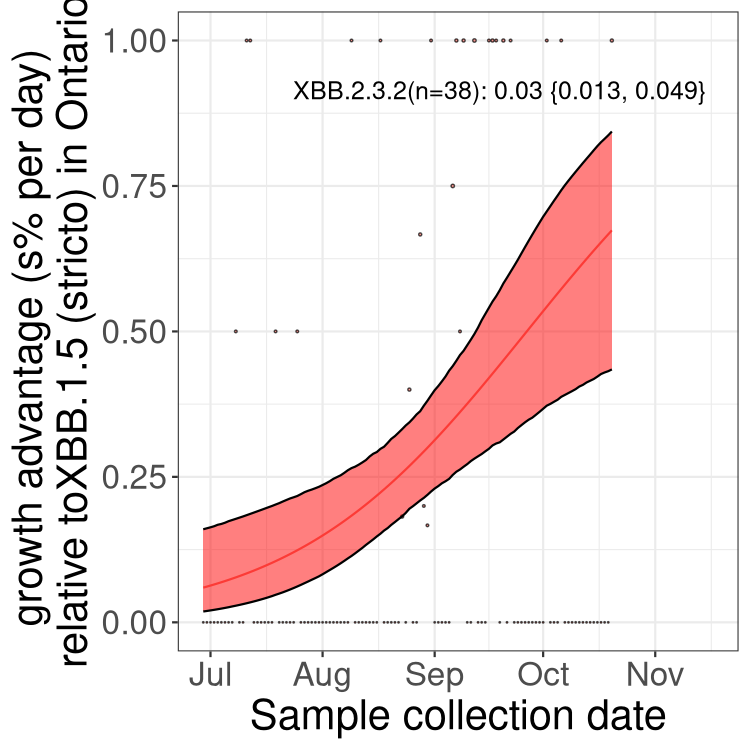 growth advantage (s% per day)
relative toXBB.1.5 (stricto) in Ontario
1.00
0.75
0.50
0.25
0.00
XBB.2.3.2(n=38): 0.03 {0.013, 0.049}
Jul Aug Sep Oct Nov
Sample collection date